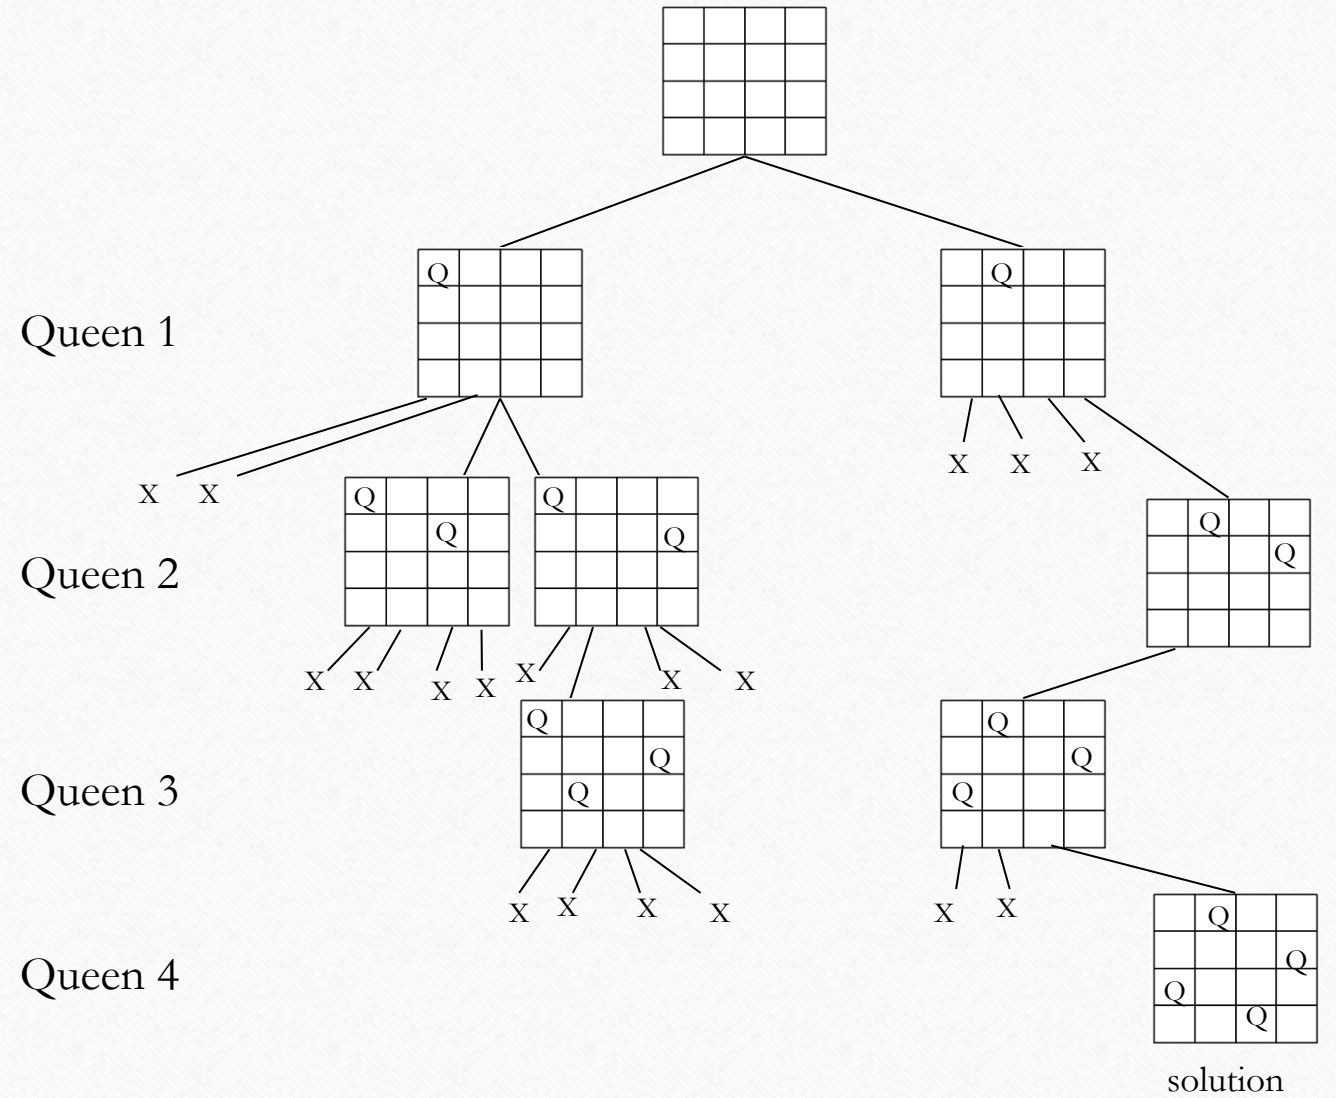 Q Q
Queen 1
X X X
X X
Q Q Q
Q Q Q
Queen 2
X X X X X X X
Q Q
Q Q
Queen 3
Q Q
X X X X X X
Q
Q
Queen 4
Q
Q
solution